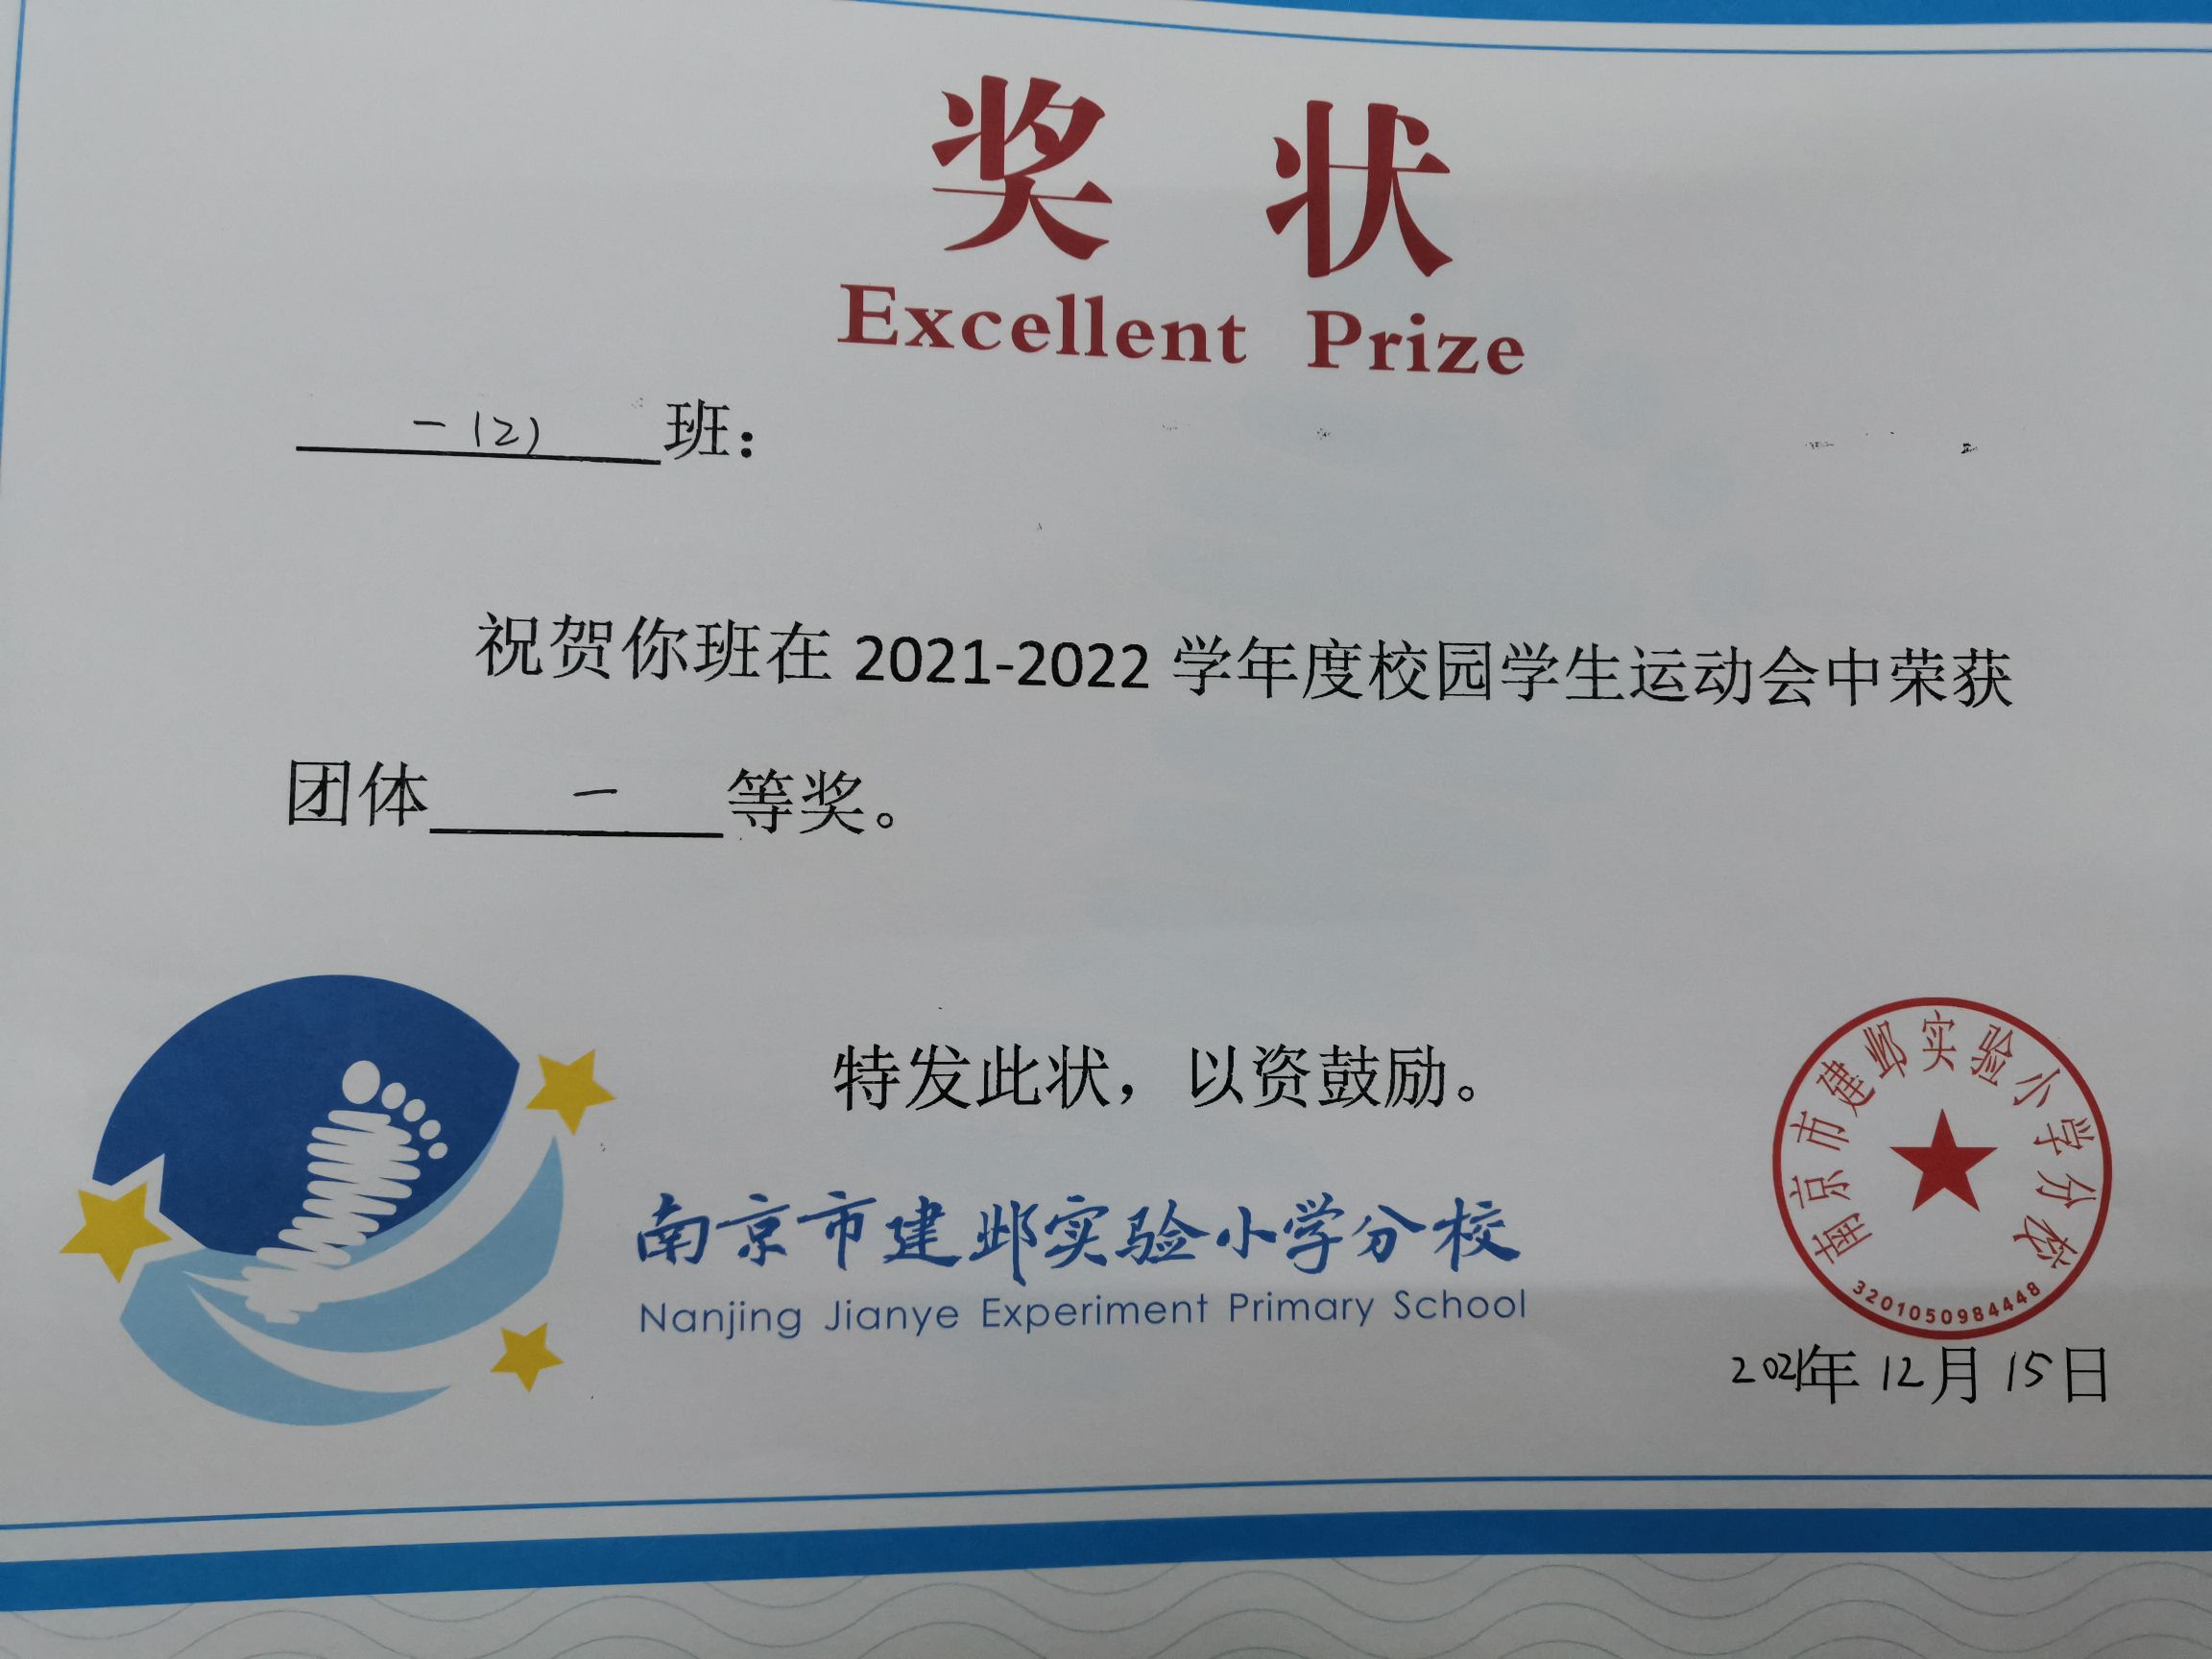 奖 状
Excellent Prize
一(2) 班：
祝贺你班在 2021-2022 学年度校园学生运动会中荣获
团体 一 等奖。
特发此状，以资鼓励。
南京市建邺实验小学分校
Nanjing Jianye Experiment Primary School
南京市建邺实验小学分校
3201050984448
2021年 12月 15日